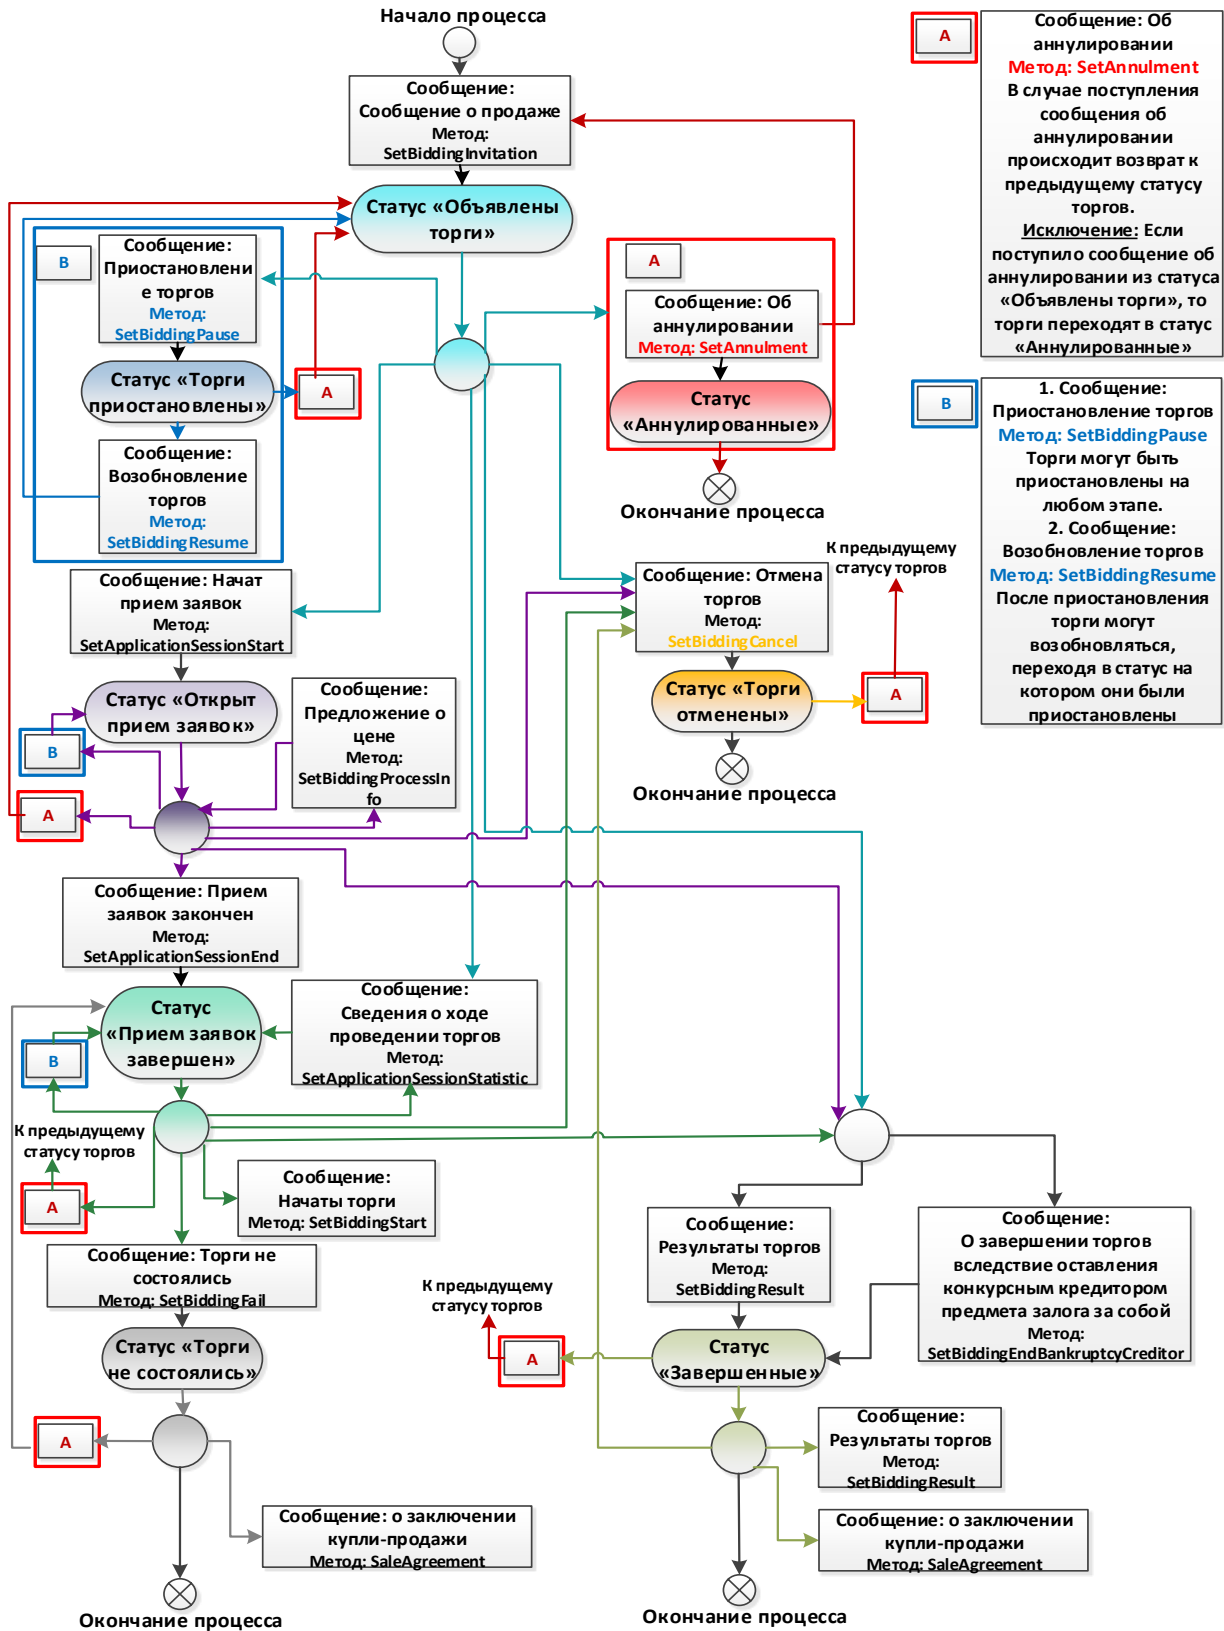 Начало процесса
Сообщение:
Сообщение о продаже
Метод:
SetBiddingInvitation
Статус «Объявлены
торги»
A
Сообщение: Об
аннулировании
Метод: SetAnnulment
В случае поступления
сообщения об
аннулировании
происходит возврат к
предыдущему статусу
торгов.
Исключение: Если
поступило сообщение об
аннулировании из статуса
«Объявлены торги», то
торги переходят в статус
«Аннулированные»
B
Сообщение:
Приостановлени
е торгов
Метод:
SetBiddingPause
Статус «Торги
приостановлены»
A
Сообщение:
Возобновление
торгов
Метод:
SetBiddingResume
A
Сообщение: Об
аннулировании
Метод: SetAnnulment
Статус
«Аннулированные»
Окончание процесса
B
1. Сообщение:
Приостановление торгов
Метод: SetBiddingPause
Торги могут быть
приостановлены на
любом этапе.
2. Сообщение:
Возобновление торгов
Метод: SetBiddingResume
После приостановления
торги могут
возобновляться,
переходя в статус на
котором они были
приостановлены
Сообщение: Начат
прием заявок
Метод:
SetApplicationSessionStart
Статус «Открыт
прием заявок»
B
A
Сообщение:
Предложение о
цене
Метод:
SetBiddingProcessIn
fo
К предыдущему
статусу торгов
Сообщение: Отмена
торгов
Метод:
SetBiddingCancel
Статус «Торги
отменены»
A
Окончание процесса
Сообщение: Прием
заявок закончен
Метод:
SetApplicationSessionEnd
Статус
«Прием заявок
завершен»
B
Сообщение:
Сведения о ходе
проведении торгов
Метод:
SetApplicationSessionStatistic
К предыдущему
статусу торгов
A
Сообщение:
Начаты торги
Метод: SetBiddingStart
Сообщение: Торги не
состоялись
Метод: SetBiddingFail
Статус «Торги
не состоялись»
A
Сообщение: о заключении
купли-продажи
Метод: SaleAgreement
Окончание процесса
Сообщение:
Результаты торгов
Метод:
SetBiddingResult
Сообщение:
О завершении торгов
вследствие оставления
конкурсным кредитором
предмета залога за собой
Метод:
SetBiddingEndBankruptcyCreditor
К предыдущему
статусу торгов
A
Статус
«Завершенные»
Сообщение:
Результаты торгов
Метод:
SetBiddingResult
Сообщение: о заключении
купли-продажи
Метод: SaleAgreement
Окончание процесса